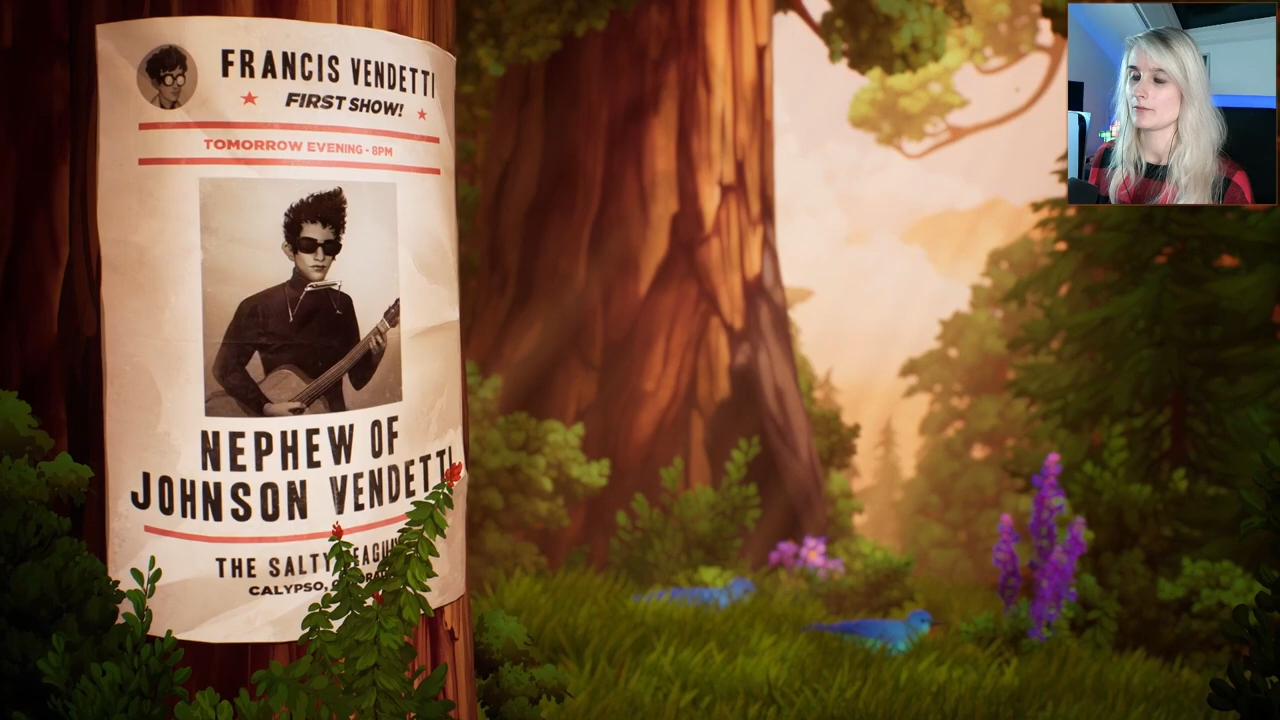 FRANCIS VENDETTI
FIRST SHOW!
TOMORROW EVENING - 8PM
NEPHEW OF
JOHNSON VENDETTI
THE SALTY
CALYPSO,